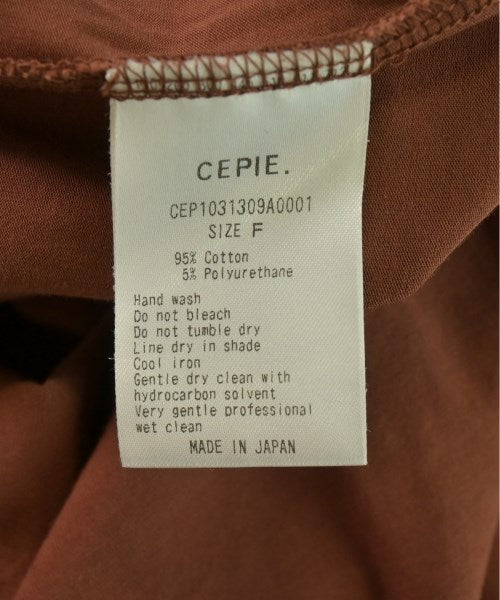 CEPIE.
CEP1031309A0001
SIZE F
95% Cotton
5% Polyurethane
Hand wash
Do not bleach
Do not tumble dry
Line dry in shade
Cool iron
Gentle dry clean with
hydrocarbon solvent
Very gentle professional
wet clean
MADE IN JAPAN